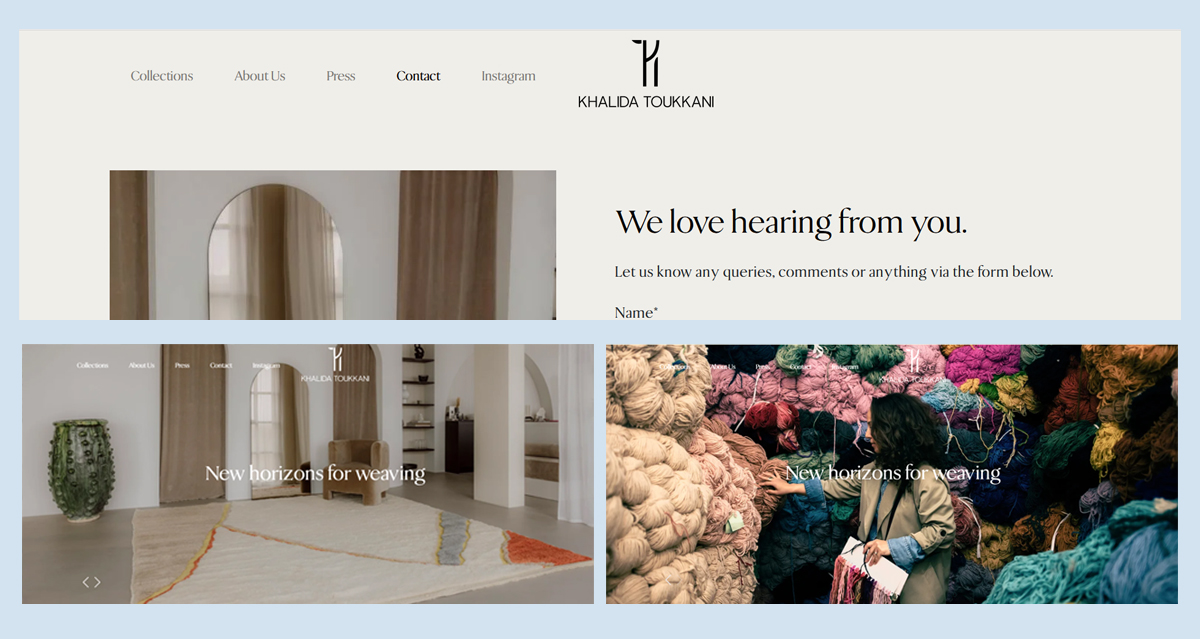 Collections About Us Press Contact Instagram
KHALIDA TOUKKANI
We love hearing from you.
Let us know any queries, comments or anything via the form below.
Name*
Collections About Us Press Contact Instagram
KHALIDA TOUKKANI
New horizons for weaving
Collections About Us Press Contact Instagram
KHALIDA TOUKKANI
New horizons for weaving